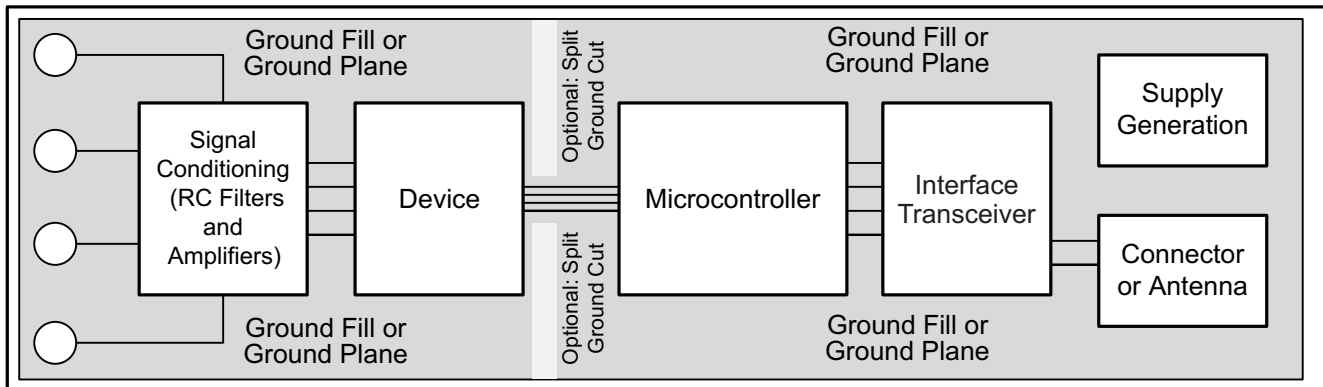 Ground Fill or
Ground Plane
Optional: Split
Ground Cut
Ground Fill or
Ground Plane
Supply
Generation
Signal
Conditioning
(RC Filters
and
Amplifiers)
Device
Microcontroller
Interface
Transceiver
Connector
or Antenna
Ground Fill or
Ground Plane
Optional: Split
Ground Cut
Ground Fill or
Ground Plane